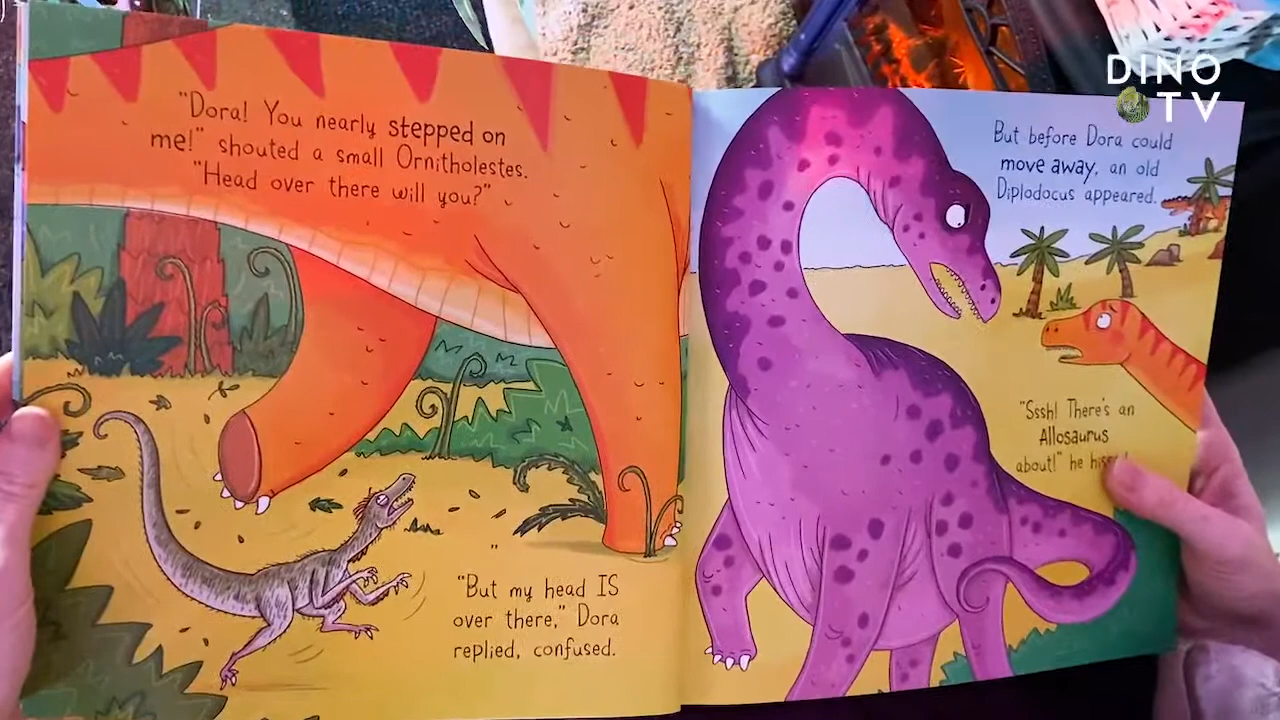 "Dora! You nearly stepped on
me!" shouted a small Ornitholestes.
"Head over there will you?"
"But my head IS
over there," Dora
replied, confused.
DINO
TV
But before Dora could
move away, an old
Diplodocus appeared.
"Sssh! There's an
Allosaurus
about!" he